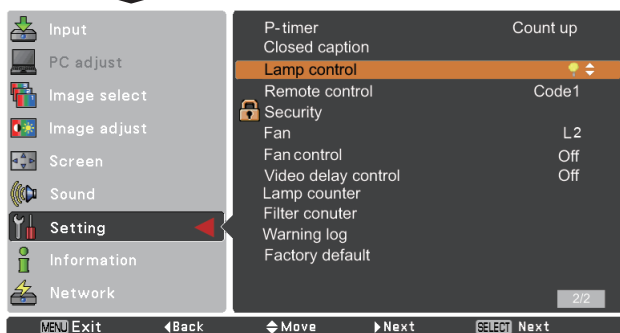 Input
PC adjust
Image select
Image adjust
Screen
Sound
Setting
Information
Network
P-timer Count up
Closed caption
Lamp control
Remote control Code1
Security
Fan L2
Fan control Off
Video delay control Off
Lamp counter
Filter conuter
Warning log
Factory default
2/2
MENU Exit Back Move Next SELECT Next